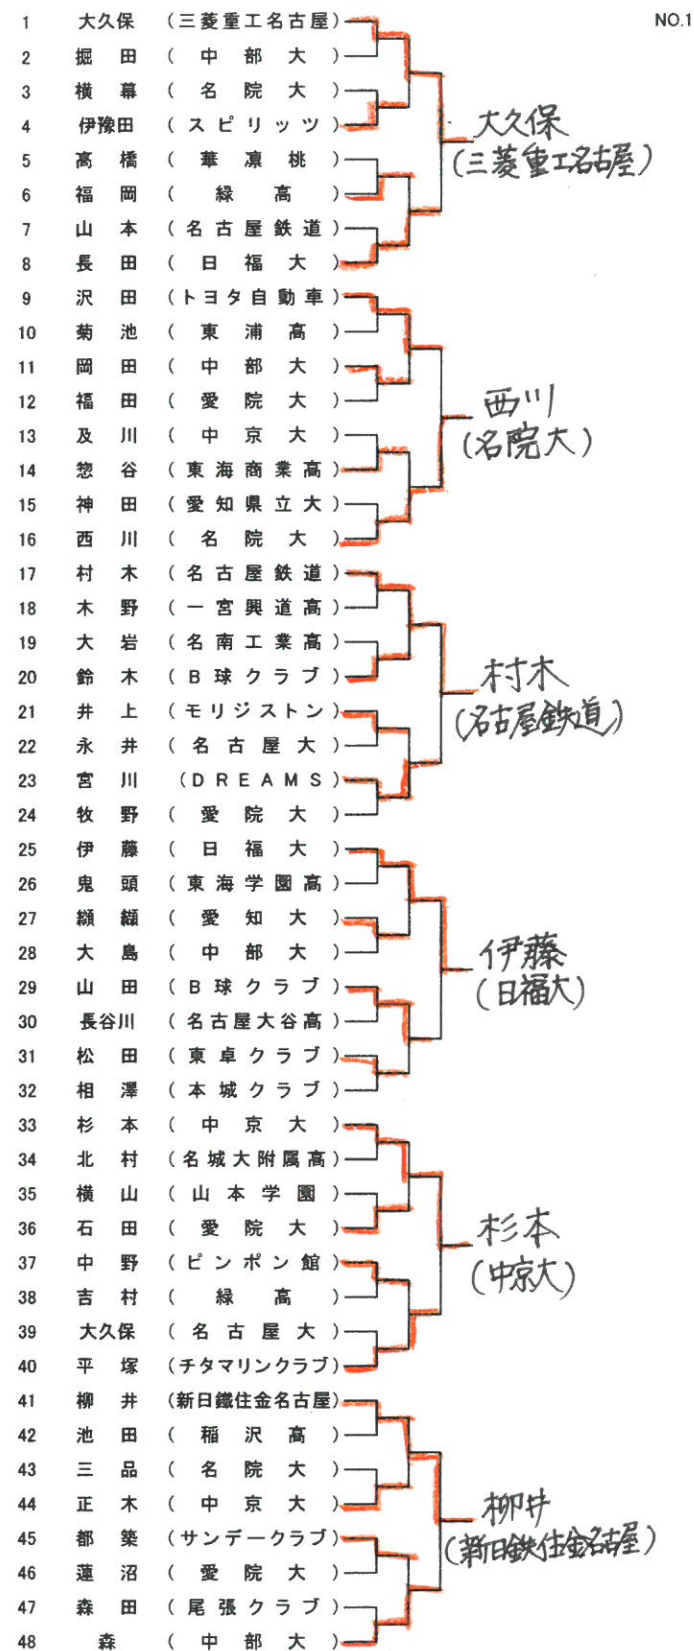 NO.1
1 大久保 (三菱重工名古屋)
2 掘田 (中部大)
3 横幕 (名院大)
4 伊豫田 (スピリッツ)
5 高橋 (華凛桃)
6 福岡 (緑高)
7 山本 (名古屋鉄道)
8 長田 (日福大)
大久保
(三菱重工名古屋)
9 沢田 (トヨタ自動車)
10 菊池 (東浦高)
11 岡田 (中部大)
12 福田 (愛院大)
13 及川 (中京大)
14 惣谷 (東海商業高)
15 神田 (愛知県立大)
16 西川 (名院大)
西川
(名院大)
17 村木 (名古屋鉄道)
18 木野 (一宮興道高)
19 大岩 (名南工業高)
20 鈴木 (B球クラブ)
21 井上 (モリジストン)
22 永井 (名古屋大)
23 宮川 (DREAMS)
24 牧野 (愛院大)
村木
(名古屋鉄道)
25 伊藤 (日福大)
26 鬼頭 (東海学園高)
27 纐纈 (愛知大)
28 大島 (中部大)
29 山田 (B球クラブ)
30 長谷川 (名古屋大谷高)
31 松田 (東卓クラブ)
32 相澤 (本城クラブ)
伊藤
(日福大)
33 杉本 (中京大)
34 北村 (名城大附属高)
35 横山 (山本学園)
36 石田 (愛院大)
37 中野 (ピンポン館)
38 吉村 (緑高)
39 大久保 (名古屋大)
40 平塚 (チタマリンクラブ)
杉本
(中京大)
41 柳井 (新日鐵住金名古屋)
42 池田 (稲沢高)
43 三品 (名院大)
44 正木 (中京大)
45 都築 (サンデークラブ)
46 蓮沼 (愛院大)
47 森田 (尾張クラブ)
48 森 (中部大)
柳井
(新日鉄住金名古屋)